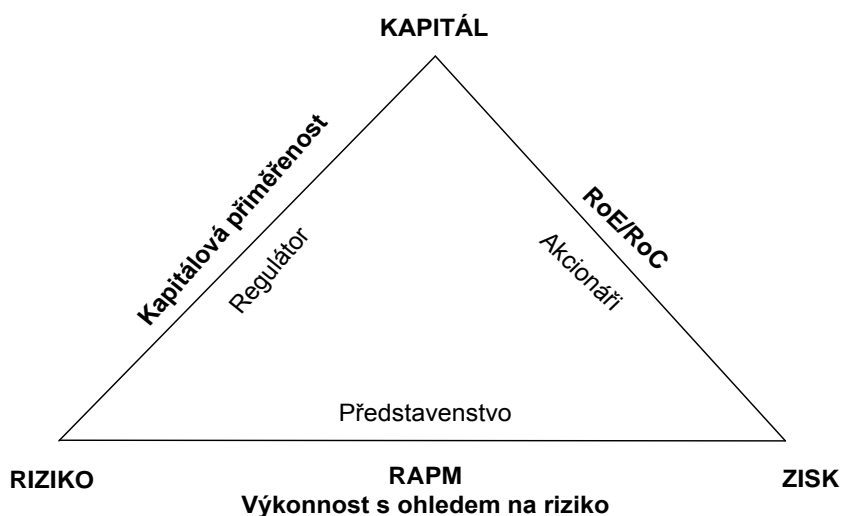 KAPITÁL
Kapitálová přiměřenost
Regulátor
RoE/RoC
Akcionáři
Představenstvo
RIZIKO
RAPM
ZISK
Výkonnost s ohledem na riziko